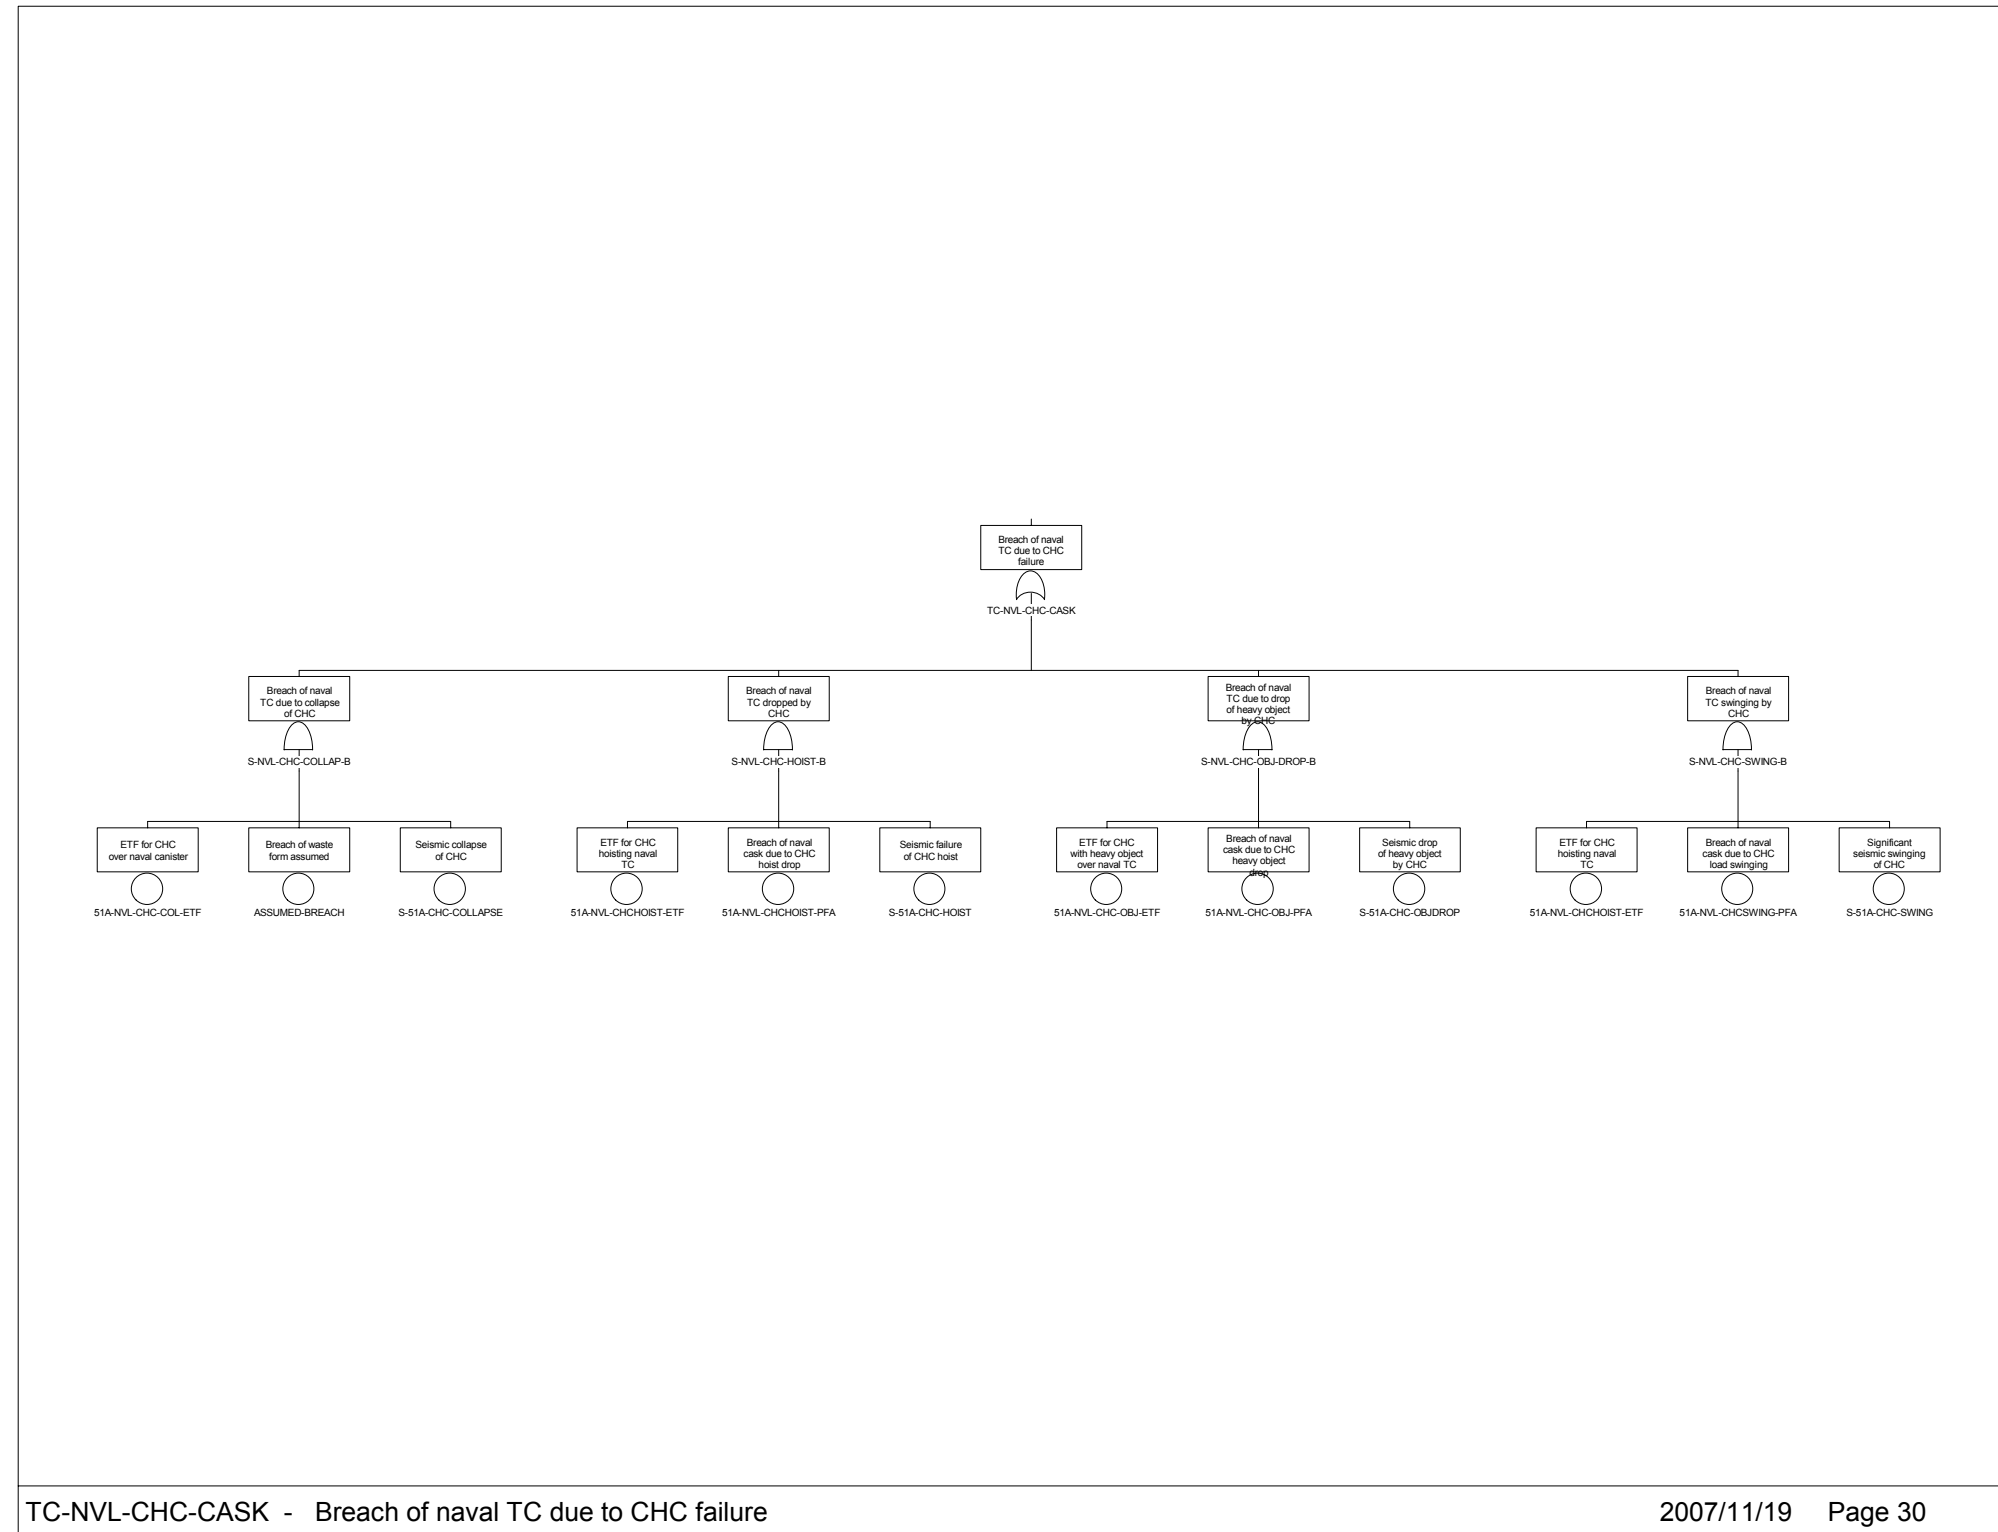 Breach of naval
TC due to CHC
failure
TC-NVL-CHC-CASK
Breach of naval
TC due to collapse
of CHC
S-NVL-CHC-COLLAP-B
Breach of naval
TC dropped by
CHC
S-NVL-CHC-HOIST-B
Breach of naval
TC due to drop
of heavy object
by CHC
S-NVL-CHC-OBJ-DROP-B
Breach of naval
TC swinging by
CHC
S-NVL-CHC-SWING-B
ETF for CHC
over naval canister
51A-NVL-CHC-COL-ETF
Breach of waste
form assumed
ASSUMED-BREACH
Seismic collapse
of CHC
S-51A-CHC-COLLAPSE
ETF for CHC
hoisting naval
TC
51A-NVL-CHCHOIST-ETF
Breach of naval
cask due to CHC
hoist drop
51A-NVL-CHCHOIST-PFA
Seismic failure
of CHC hoist
S-51A-CHC-HOIST
ETF for CHC
with heavy object
over naval TC
51A-NVL-CHC-OBJ-ETF
Breach of naval
cask due to CHC
heavy object
drop
51A-NVL-CHC-OBJ-PFA
Seismic drop
of heavy object
by CHC
S-51A-CHC-OBJDROP
ETF for CHC
hoisting naval
TC
51A-NVL-CHCHOIST-ETF
Breach of naval
cask due to CHC
load swinging
51A-NVL-CHCSWING-PFA
Significant
seismic swinging
of CHC
S-51A-CHC-SWING
TC-NVL-CHC-CASK - Breach of naval TC due to CHC failure
2007/11/19 Page 30